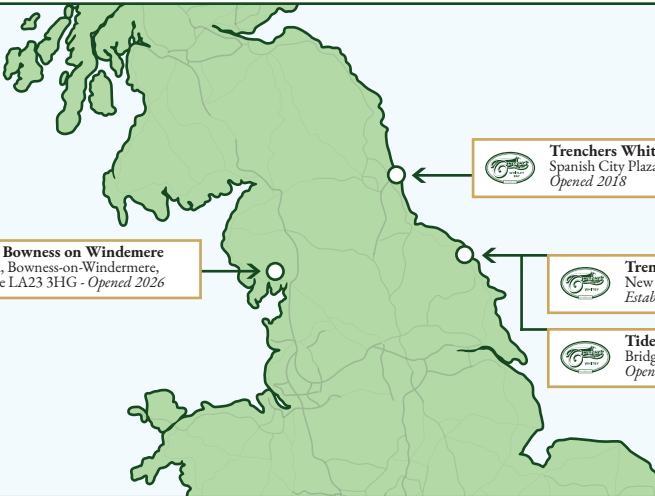 Trenchers Whit
Spanish City Plaza
Opened 2018
Bowness on Windemere
, Bowness-on-Windermere,
e LA23 3HG - Opened 2026
Tren
New
Estab
Tide
Bridg
Open